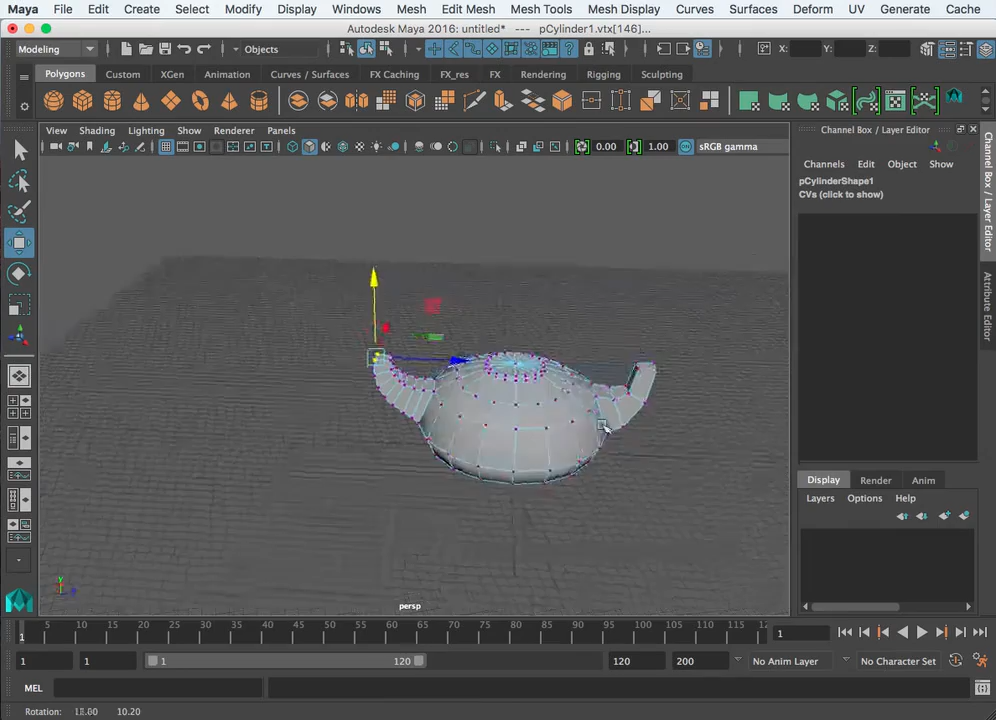 Maya File Edit Create Select Modify Display Windows Mesh Edit Mesh Mesh Tools Mesh Display Curves Surfaces Deform UV Generate Cache
Autodesk Maya 2016: untitled* --- pCylinder1.vtx[146]...
Modeling Objects X: Y: Z:
Polygons Custom XGen Animation Curves / Surfaces FX Caching FX_res FX Rendering Rigging Sculpting
View Shading Lighting Show Renderer Panels
0.00 1.00 sRGB gamma
Channel Box / Layer Editor
Channels Edit Object Show
pCylinderShape1
CVs (click to show)
Channel Box / Layer Editor
Attribute Editor
Display Render Anim
Layers Options Help
persp
1 5 10 15 20 25 30 35 40 45 50 55 60 65 70 75 80 85 90 95 100 105 110 115 12
1
1 1 1 120 120 200 No Anim Layer No Character Set
MEL
Rotation: 10.20